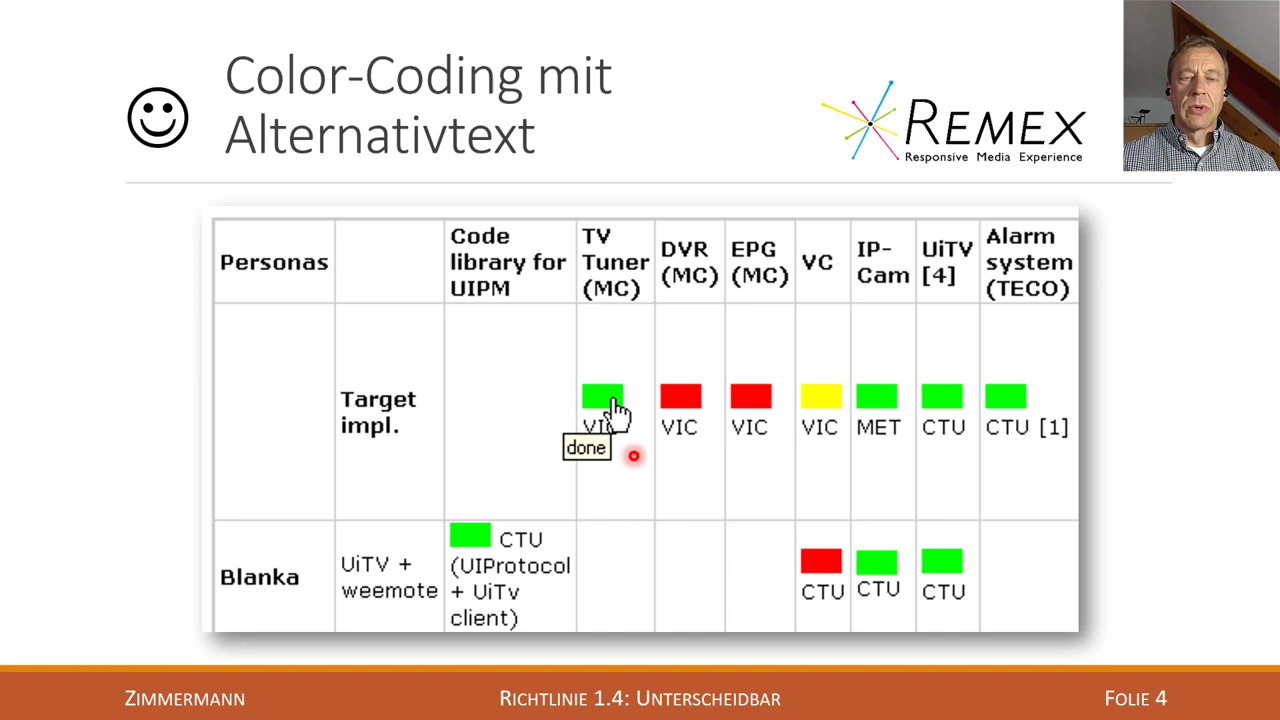 Color-Coding mit
Alternativtext
REMEX
Responsive Media Experience
Personas
Code
library for
UIPM
TV
Tuner
(MC)
DVR
(MC)
EPG
(MC)
VC
IP-
Cam
UiTV
[4]
Alarm
system
(TECO)
Target
impl.
VIC
VIC
VIC
VIC
MET
CTU
CTU [1]
done
Blanka
UiTV +
weemote
CTU
(UIProtocol
+ UiTv
client)
CTU
CTU
CTU
ZIMMERMANN
RICHTLINIE 1.4: UNTERSCHEIDBAR
FOLIE 4